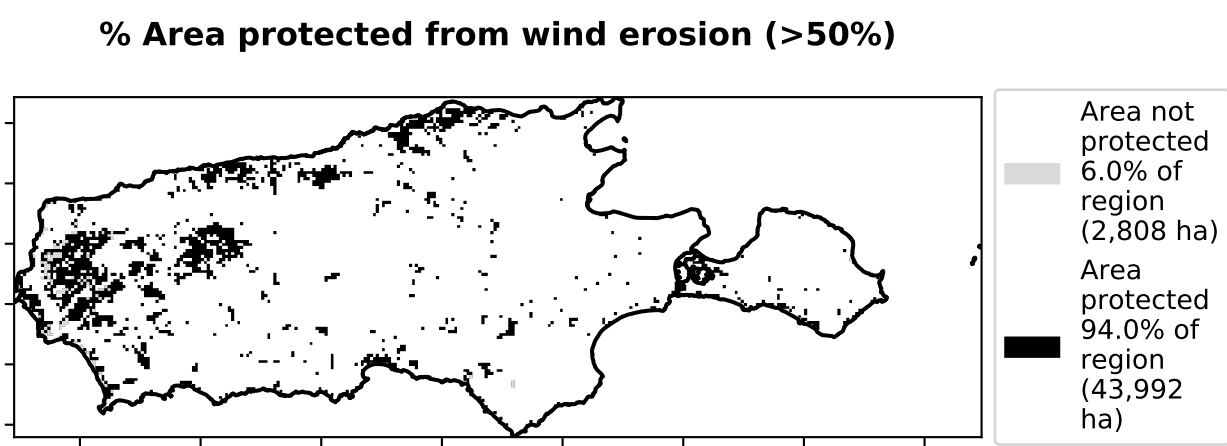 % Area protected from wind erosion (>50%)
Area not
protected
6.0% of
region
(2,808 ha)
Area
protected
94.0% of
region
(43,992
ha)